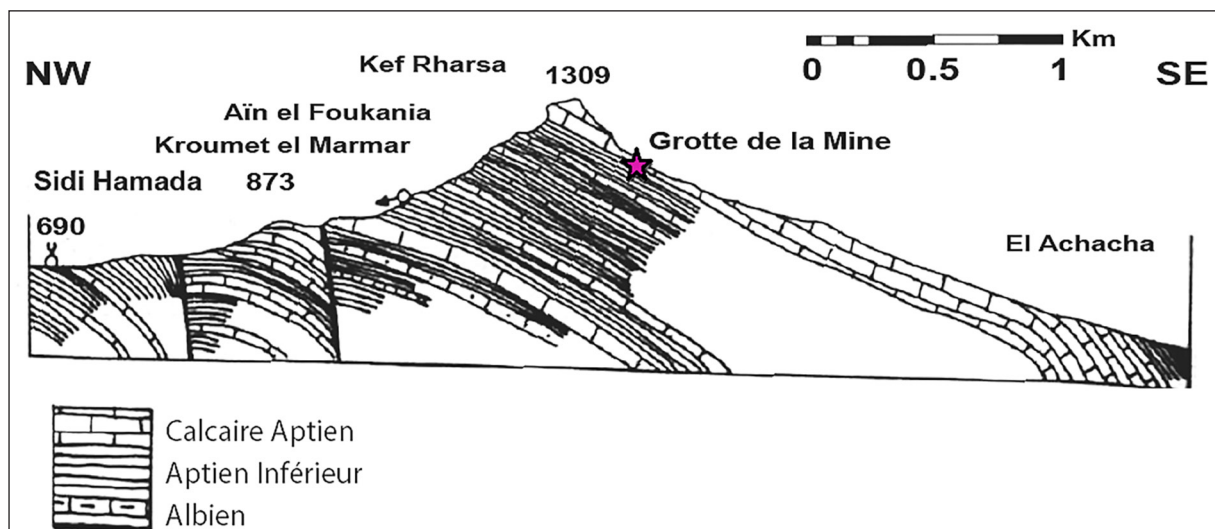 NW
Kef Rharsa 1309
Km
0 0.5 1
SE
Aïn el Foukania
Kroumet el Marmar
Grotte de la Mine
Sidi Hamada 873
690
El Achacha
Calcaire Aptien
Aptien Inférieur
Albien